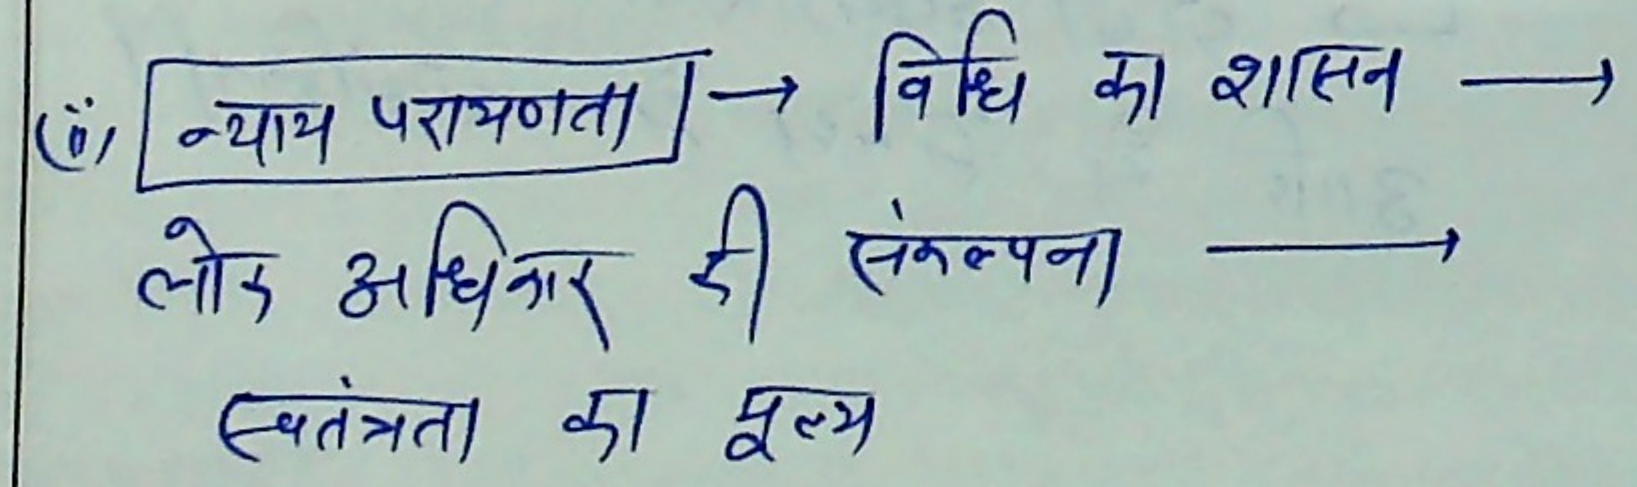 (ii) न्याय परायणता → विधि का शासन →
लोक अधिकार की संकल्पना →
स्वतंत्रता का मूल्य